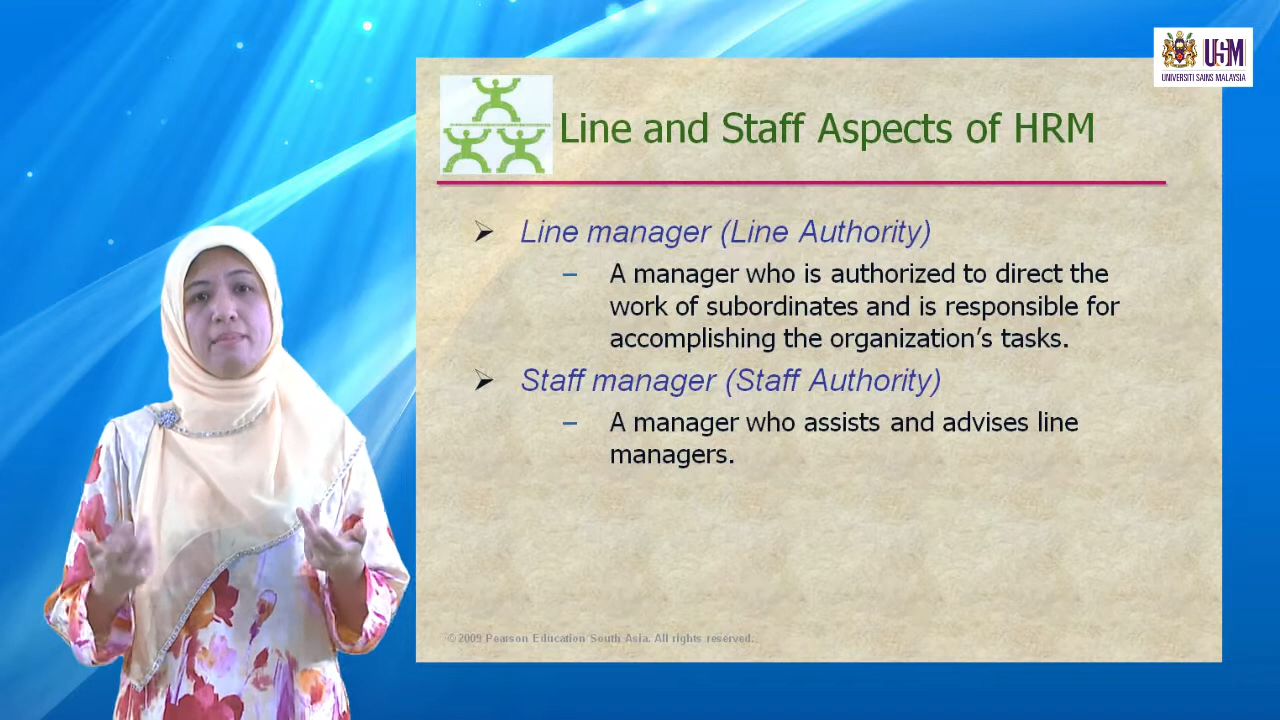 USM
UNIVERSITI SAINS MALAYSIA
Line and Staff Aspects of HRM
Line manager (Line Authority)
– A manager who is authorized to direct the
work of subordinates and is responsible for
accomplishing the organization's tasks.
Staff manager (Staff Authority)
– A manager who assists and advises line
managers.
© 2009 Pearson Education South Asia. All rights reserved.